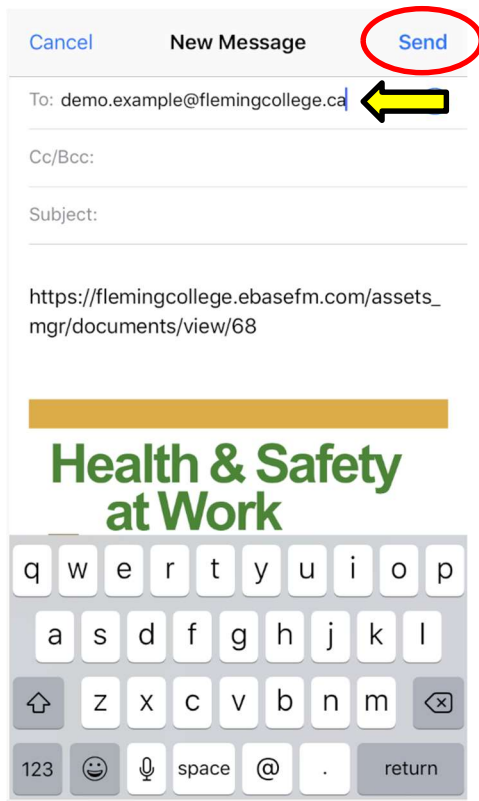 Cancel New Message Send
To: demo.example@flemingcollege.ca
Cc/Bcc:
Subject:
https://flemingcollege.ebasefm.com/assets_
mgr/documents/view/68
Health & Safety
at Work
q w e r t y u i o p
a s d f g h j k l
z x c v b n m
123 space @ . return